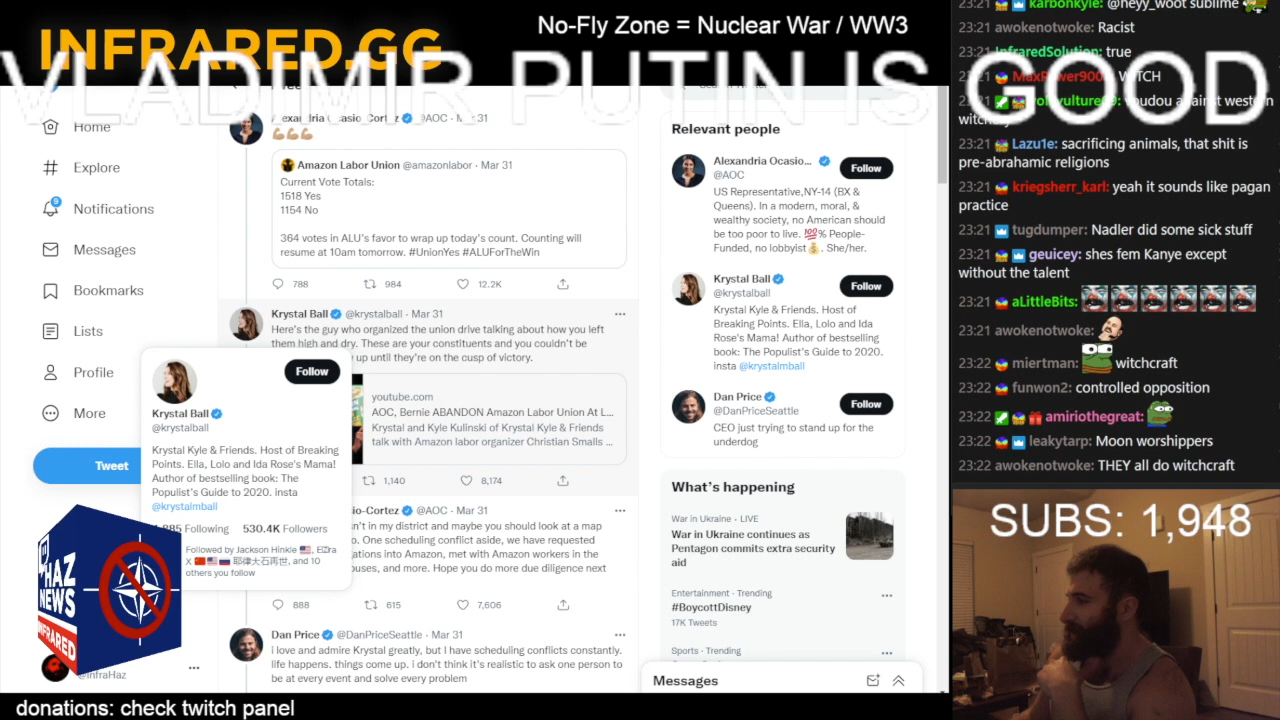 No-Fly Zone = Nuclear War / WW3
INFRARED.GG
VLADIMIR PUTIN IS GOOD
Home
Explore
9
Notifications
Messages
Bookmarks
Lists
Profile
More
Tweet
Alexandria Ocasio-Cortez @AOC · Mar 31
💪🏼💪🏼💪🏼
Amazon Labor Union @amazonlabor · Mar 31
Current Vote Totals:
1518 Yes
1154 No
364 votes in ALU's favor to wrap up today's count. Counting will
resume at 10am tomorrow. #UnionYes #ALUForTheWin
788
984
12.2K
Krystal Ball @krystalball · Mar 31
Here's the guy who organized the union drive talking about how you left
them high and dry. These are your constituents and you couldn't be
up until they're on the cusp of victory.
youtube.com
AOC, Bernie ABANDON Amazon Labor Union At L...
Krystal and Kyle Kulinski of Krystal Kyle & Friends
talk with Amazon labor organizer Christian Smalls ...
1,140
8,174
io-Cortez @AOC · Mar 31
n't in my district and maybe you should look at a map
o. One scheduling conflict aside, we have requested
ations into Amazon, met with Amazon workers in the
ouses, and more. Hope you do more due diligence next
888
615
7,606
Dan Price @DanPriceSeattle · Mar 31
i love and admire Krystal greatly, but I have scheduling conflicts constantly.
life happens. things come up. i don't think it's realistic to ask one person to
be at every event and solve every problem
Follow
Krystal Ball
@krystalball
Krystal Kyle & Friends. Host of Breaking
Points. Ella, Lolo and Ida Rose's Mama!
Author of bestselling book: The
Populist's Guide to 2020. insta
@krystalmball
885 Following 530.4K Followers
Followed by Jackson Hinkle 🇺🇸,
X 🇨🇳🇺🇸🇷🇺 耶律大石再世, and 10
others you follow
HAZ
NEWS
INFRARED
@InfraHaz
Relevant people
Alexandria Ocasio...
@AOC
Follow
US Representative,NY-14 (BX &
Queens). In a modern, moral, &
wealthy society, no American should
be too poor to live. 💯% People-
Funded, no lobbyist💰. She/her.
Krystal Ball
@krystalball
Follow
Krystal Kyle & Friends. Host of
Breaking Points. Ella, Lolo and Ida
Rose's Mama! Author of bestselling
book: The Populist's Guide to 2020.
insta @krystalmball
Dan Price
@DanPriceSeattle
Follow
CEO just trying to stand up for the
underdog
What's happening
War in Ukraine · LIVE
War in Ukraine continues as
Pentagon commits extra security
aid
Entertainment · Trending
#BoycottDisney
17K Tweets
Sports · Trending
Messages
23:21 karbonkyle: @heyy_woot sublime
23:21 awokenotwoke: Racist
23:21 InfraredSolution: true
23:21
voudou against western
witchc
23:21 Lazu1e: sacrificing animals, that shit is
pre-abrahamic religions
23:21 kriegsherr_karl: yeah it sounds like pagan
practice
23:21 tugdumper: Nadler did some sick stuff
23:21 geuicey: shes fem Kanye except
without the talent
23:21 aLittleBits:
23:21 awokenotwoke:
23:22 miertman: witchcraft
23:22 funwon2: controlled opposition
23:22 amiriothegreat:
23:22 leakytarp: Moon worshippers
23:22 awokenotwoke: THEY all do witchcraft
SUBS: 1,948
donations: check twitch panel